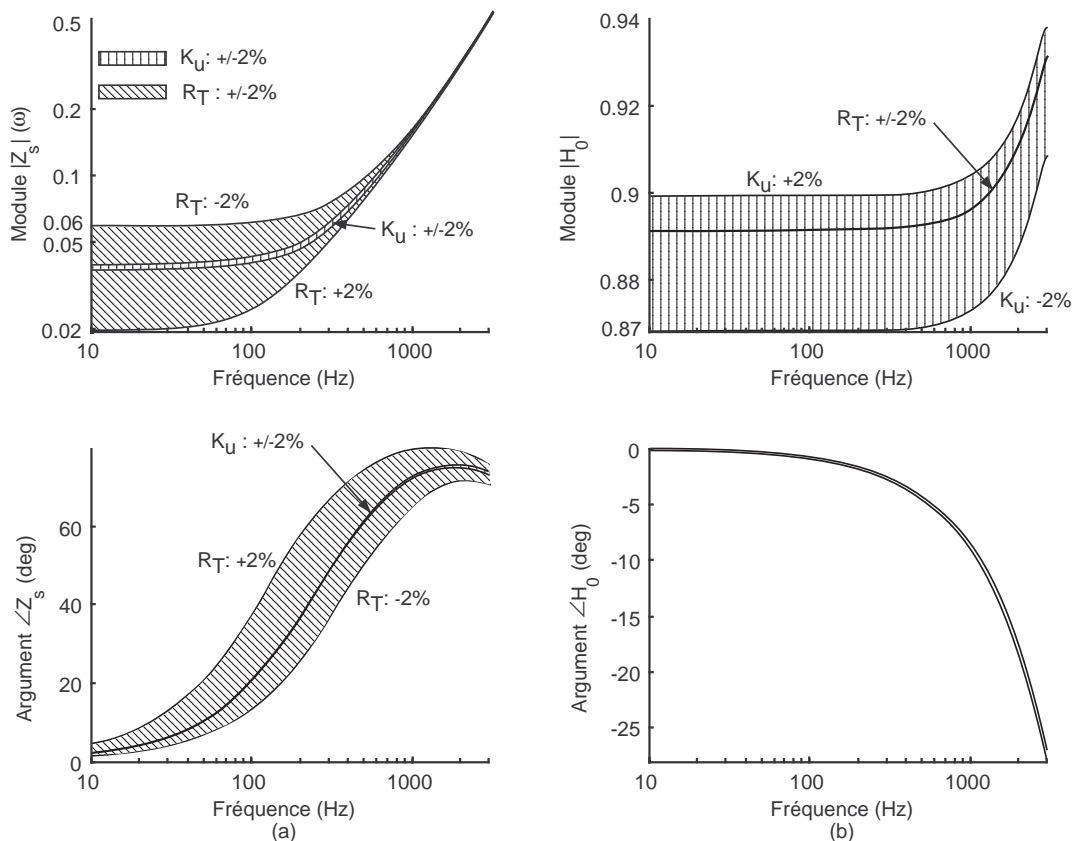 0.5
0.2
0.1
0.06
0.05
0.02
Module |Z_s| (ω)
K_u: +/-2%
R_T : +/-2%
R_T: -2%
K_u: +/-2%
R_T: +2%
10
100
1000
Fréquence (Hz)
0.94
0.92
0.9
0.88
0.87
Module |H_0|
R_T: +/-2%
K_u: +2%
K_u: -2%
10
100
1000
Fréquence (Hz)
60
40
20
0
Argument ∠Z_s (deg)
K_u : +/-2%
R_T: +2%
R_T: -2%
10
100
1000
Fréquence (Hz)
(a)
0
-5
-10
-15
-20
-25
Argument ∠H_0 (deg)
10
100
1000
Fréquence (Hz)
(b)